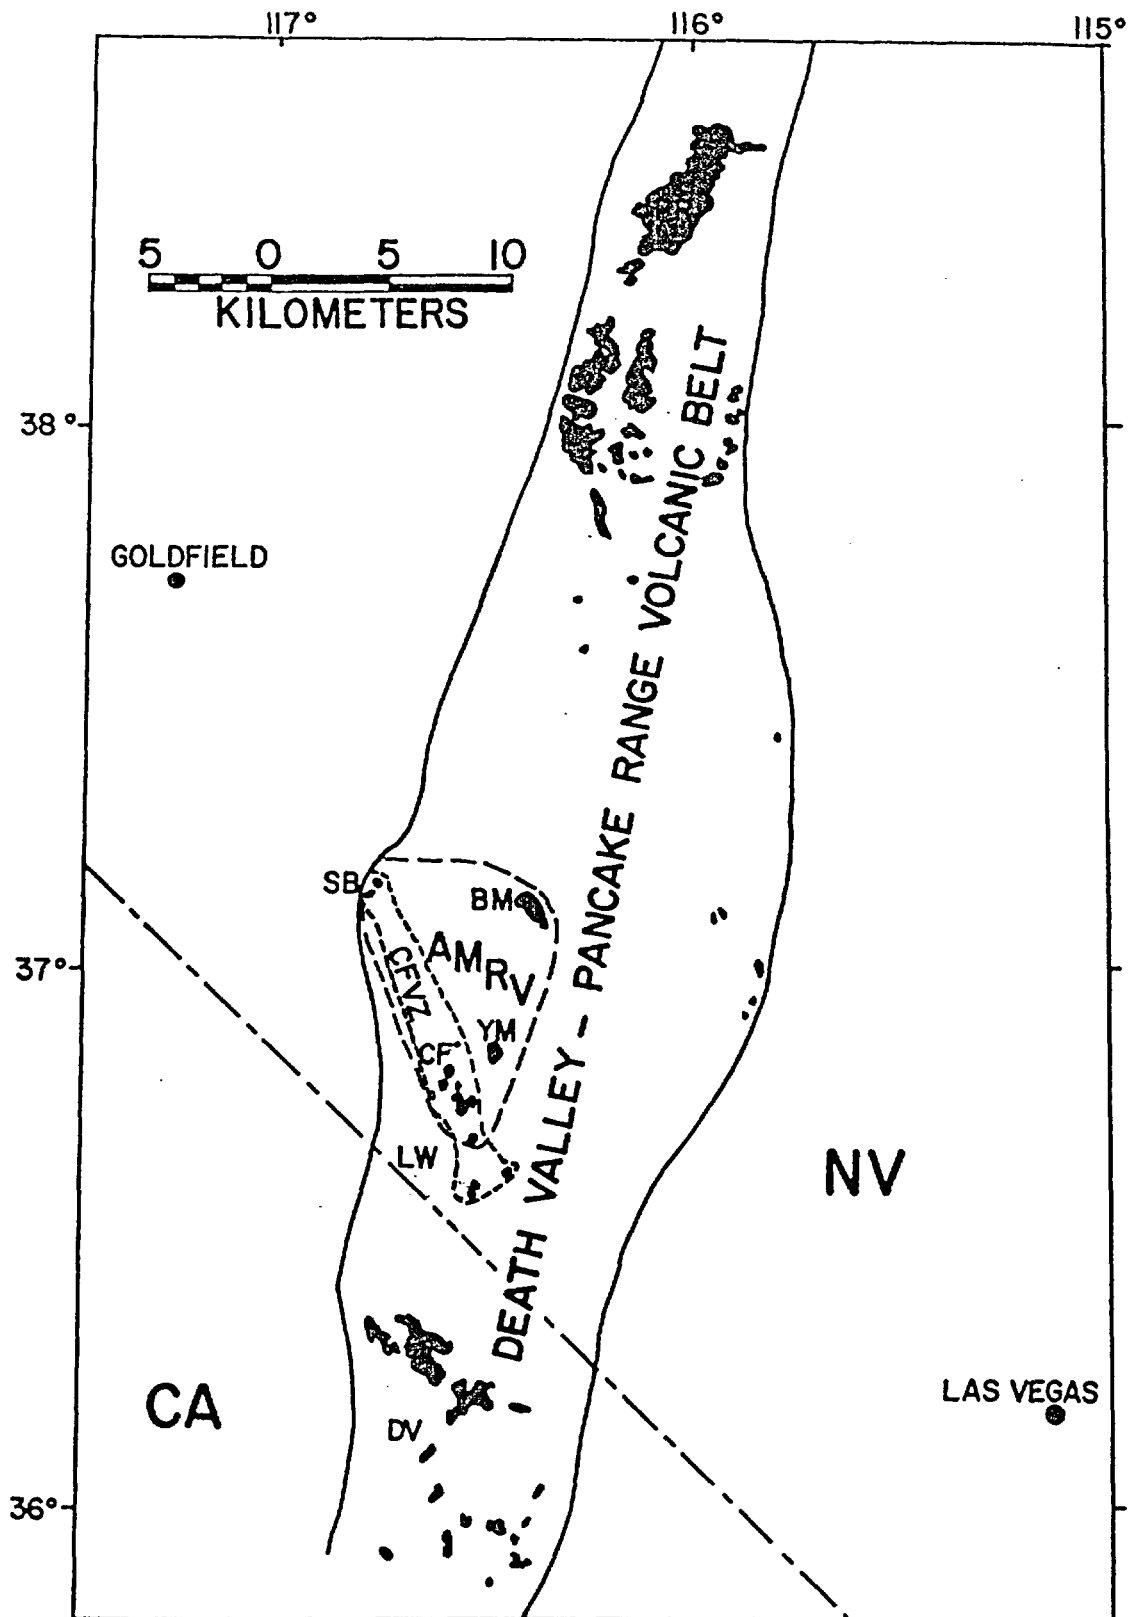 117° 116° 115°
5 0 5 10
KILOMETERS
38°
GOLDFIELD
DEATH VALLEY – PANCAKE RANGE VOLCANIC BELT
SB
BM
AMRV
CFVZ
37°
YM
CF
LW
NV
CA
LAS VEGAS
DV
36°